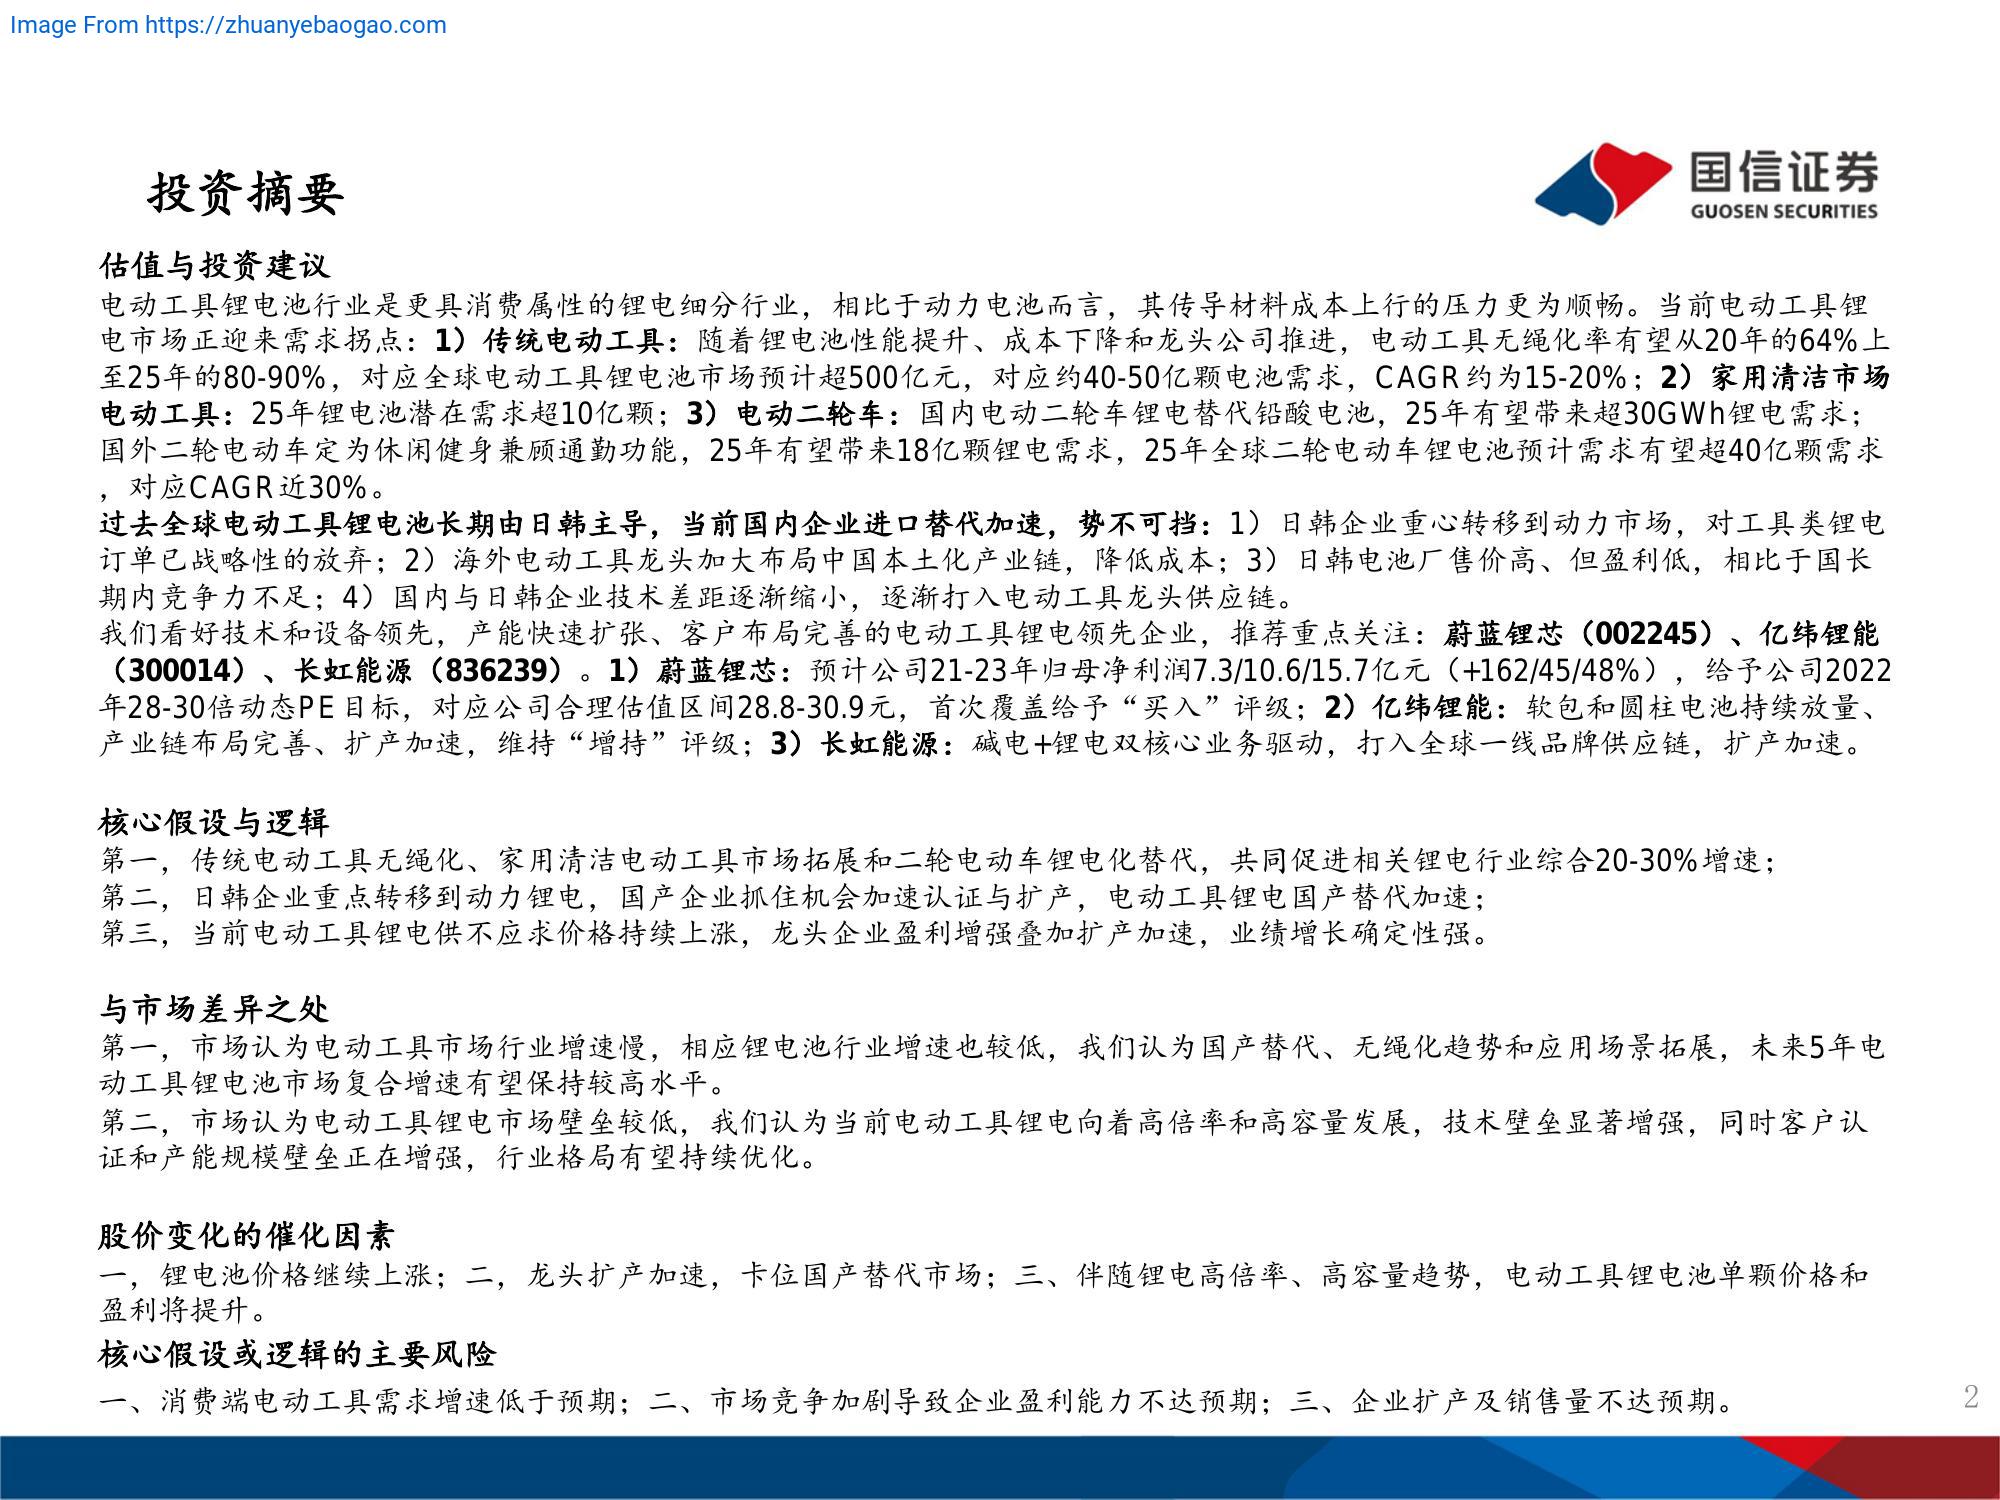 Image From https://zhuanyebaogao.com
投资摘要
国信证券
GUOSEN SECURITIES
估值与投资建议
电动工具锂电池行业是更具消费属性的锂电细分行业，相比于动力电池而言，其传导材料成本上行的压力更为顺畅。当前电动工具锂
电市场正迎来需求拐点：1）传统电动工具：随着锂电池性能提升、成本下降和龙头公司推进，电动工具无绳化率有望从20年的64%上
至25年的80-90%，对应全球电动工具锂电池市场预计超500亿元，对应约40-50亿颗电池需求，CAGR约为15-20%；2）家用清洁市场
电动工具：25年锂电池潜在需求超10亿颗；3）电动二轮车：国内电动二轮车锂电替代铅酸电池，25年有望带来超30GWh锂电需求；
国外二轮电动车定为休闲健身兼顾通勤功能，25年有望带来18亿颗锂电需求，25年全球二轮电动车锂电池预计需求有望超40亿颗需求
，对应CAGR近30%。
过去全球电动工具锂电池长期由日韩主导，当前国内企业进口替代加速，势不可挡：1）日韩企业重心转移到动力市场，对工具类锂电
订单已战略性的放弃；2）海外电动工具龙头加大布局中国本土化产业链，降低成本；3）日韩电池厂售价高、但盈利低，相比于国长
期内竞争力不足；4）国内与日韩企业技术差距逐渐缩小，逐渐打入电动工具龙头供应链。
我们看好技术和设备领先，产能快速扩张、客户布局完善的电动工具锂电领先企业，推荐重点关注：蔚蓝锂芯（002245）、亿纬锂能
（300014）、长虹能源（836239）。1）蔚蓝锂芯：预计公司21-23年归母净利润7.3/10.6/15.7亿元（+162/45/48%），给予公司2022
年28-30倍动态PE目标，对应公司合理估值区间28.8-30.9元，首次覆盖给予“买入”评级；2）亿纬锂能：软包和圆柱电池持续放量、
产业链布局完善、扩产加速，维持“增持”评级；3）长虹能源：碱电+锂电双核心业务驱动，打入全球一线品牌供应链，扩产加速。
核心假设与逻辑
第一，传统电动工具无绳化、家用清洁电动工具市场拓展和二轮电动车锂电化替代，共同促进相关锂电行业综合20-30%增速；
第二，日韩企业重点转移到动力锂电，国产企业抓住机会加速认证与扩产，电动工具锂电国产替代加速；
第三，当前电动工具锂电供不应求价格持续上涨，龙头企业盈利增强叠加扩产加速，业绩增长确定性强。
与市场差异之处
第一，市场认为电动工具市场行业增速慢，相应锂电池行业增速也较低，我们认为国产替代、无绳化趋势和应用场景拓展，未来5年电
动工具锂电池市场复合增速有望保持较高水平。
第二，市场认为电动工具锂电市场壁垒较低，我们认为当前电动工具锂电向着高倍率和高容量发展，技术壁垒显著增强，同时客户认
证和产能规模壁垒正在增强，行业格局有望持续优化。
股价变化的催化因素
一，锂电池价格继续上涨；二，龙头扩产加速，卡位国产替代市场；三、伴随锂电高倍率、高容量趋势，电动工具锂电池单颗价格和
盈利将提升。
核心假设或逻辑的主要风险
一、消费端电动工具需求增速低于预期；二、市场竞争加剧导致企业盈利能力不达预期；三、企业扩产及销售量不达预期。
2